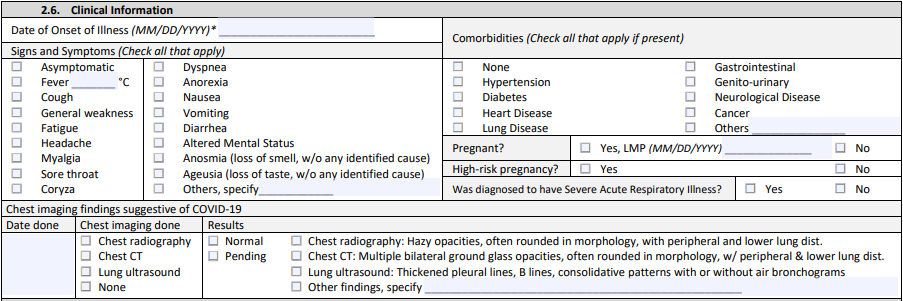 2.6. Clinical Information
Date of Onset of Illness (MM/DD/YYYY)* ____________________
Signs and Symptoms (Check all that apply)
Asymptomatic
Fever ______ °C
Cough
General weakness
Fatigue
Headache
Myalgia
Sore throat
Coryza
Dyspnea
Anorexia
Nausea
Vomiting
Diarrhea
Altered Mental Status
Anosmia (loss of smell, w/o any identified cause)
Ageusia (loss of taste, w/o any identified cause)
Others, specify____________
Comorbidities (Check all that apply if present)
None
Hypertension
Diabetes
Heart Disease
Lung Disease
Gastrointestinal
Genito-urinary
Neurological Disease
Cancer
Others _______________
Pregnant? Yes, LMP (MM/DD/YYYY) ______________ No
High-risk pregnancy? Yes No
Was diagnosed to have Severe Acute Respiratory Illness? Yes No
Chest imaging findings suggestive of COVID-19
Date done Chest imaging done Results
Chest radiography
Chest CT
Lung ultrasound
None
Normal
Pending
Chest radiography: Hazy opacities, often rounded in morphology, with peripheral and lower lung dist.
Chest CT: Multiple bilateral ground glass opacities, often rounded in morphology, w/ peripheral & lower lung dist.
Lung ultrasound: Thickened pleural lines, B lines, consolidative patterns with or without air bronchograms
Other findings, specify ______________________________